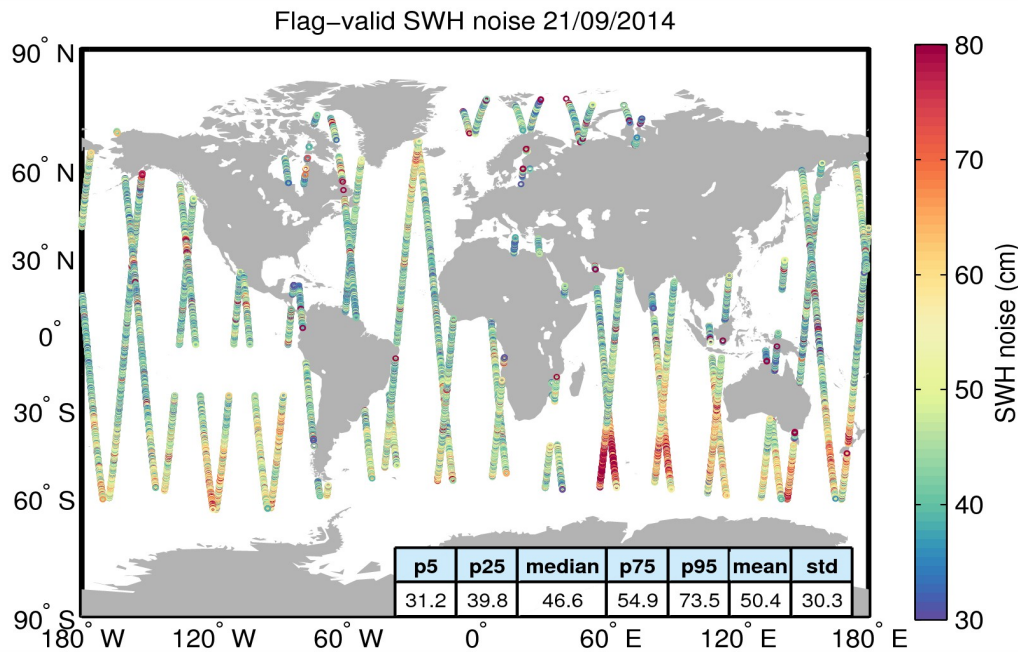 Flag−valid SWH noise 21/09/2014
90° N
60° N
30° N
0°
30° S
60° S
90° S
180° W
120° W
60° W
0°
60° E
120° E
180° E
p5 p25 median p75 p95 mean std
31.2 39.8 46.6 54.9 73.5 50.4 30.3
80
70
60
50
40
30
SWH noise (cm)